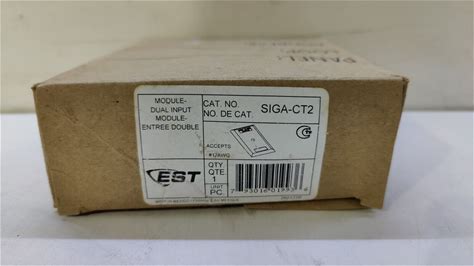 PANEL:
MODULE-
DUAL INPUT
MODULE-
ENTREE DOUBLE
CAT. NO.
NO. DE CAT.
SIGA-CT2
ACCEPTS
EST
QTY
QTE
1
UNIT
PC